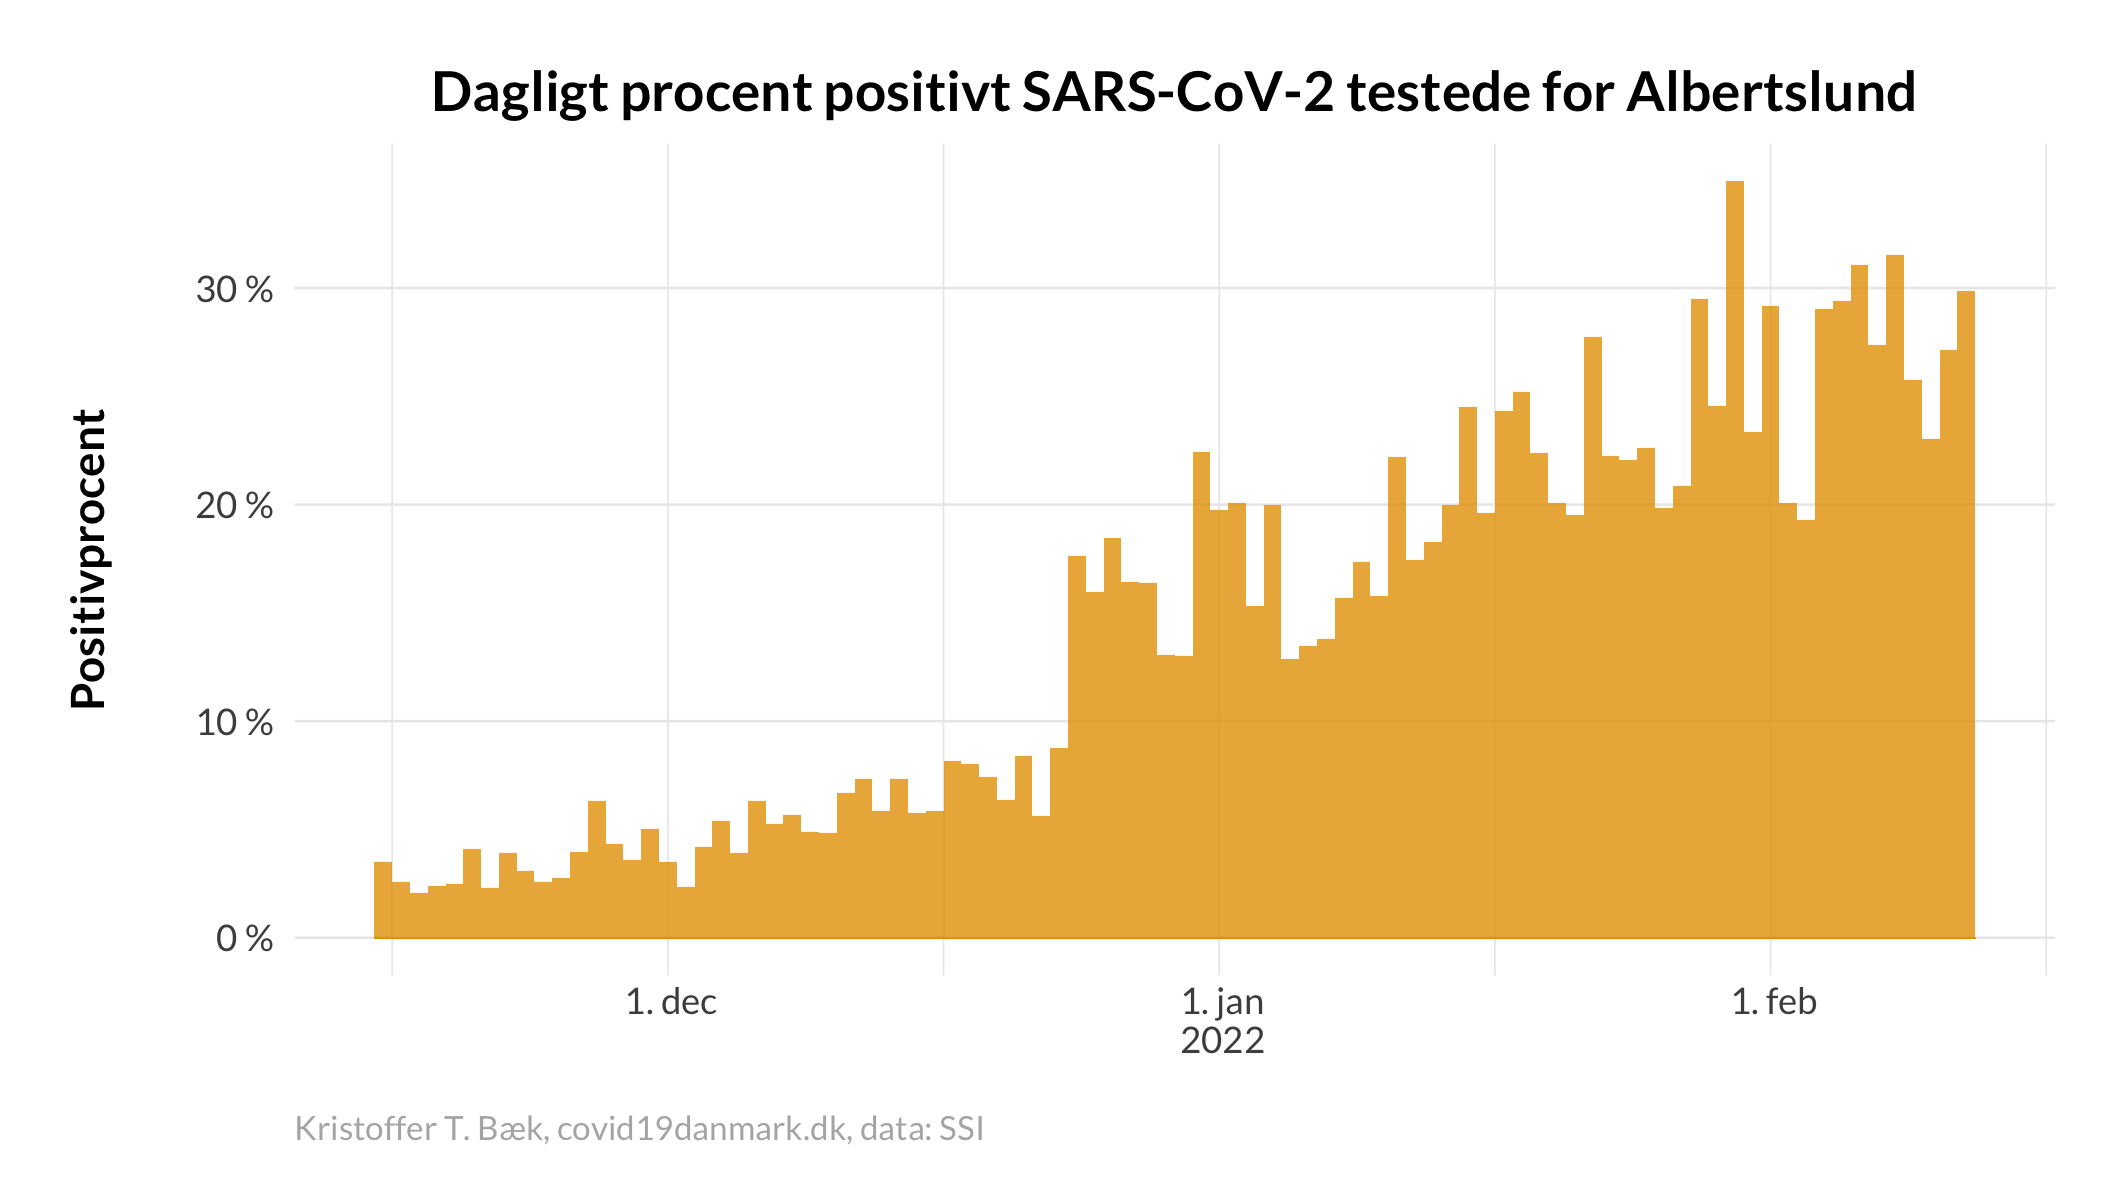 Dagligt procent positivt SARS-CoV-2 testede for Albertslund
Positivprocent
30 %
20 %
10 %
0 %
1. dec
1. jan
2022
1. feb
Kristoffer T. Bæk, covid19danmark.dk, data: SSI